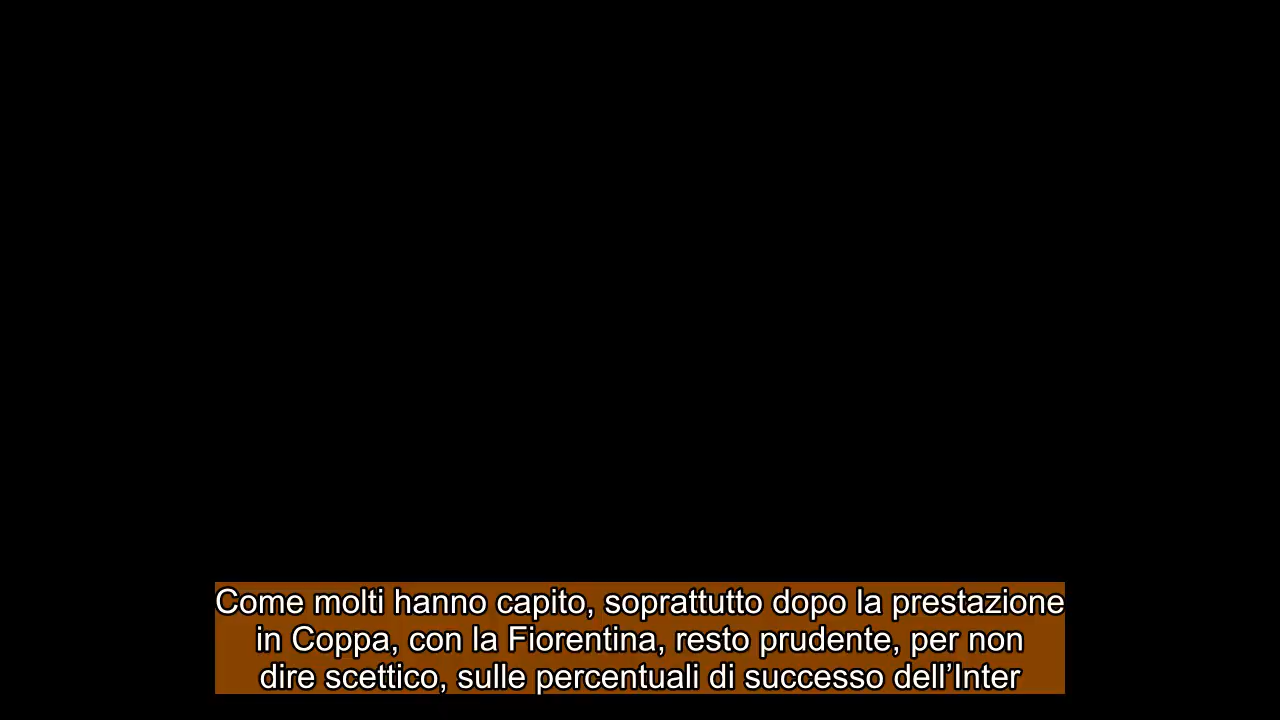 Come molti hanno capito, soprattutto dopo la prestazione
in Coppa, con la Fiorentina, resto prudente, per non
dire scettico, sulle percentuali di successo dell’Inter